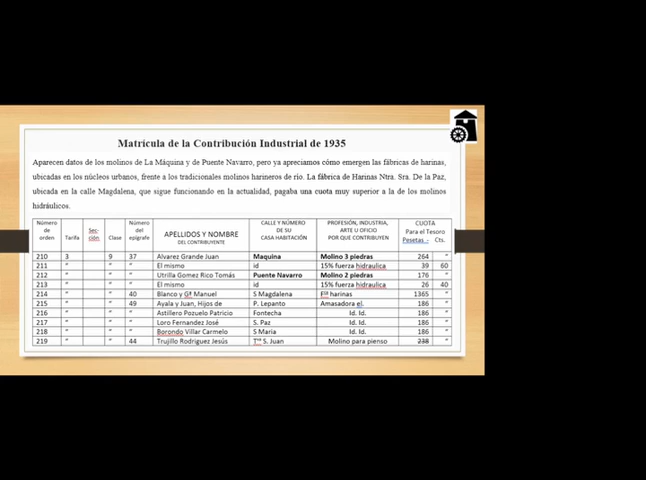 Matrícula de la Contribución Industrial de 1935
Aparecen datos de los molinos de La Máquina y de Puente Navarro, pero ya apreciamos cómo emergen las fábricas de harinas,
ubicadas en los núcleos urbanos, frente a los tradicionales molinos harineros de río. La fábrica de Harinas Ntra. Sra. De la Paz,
ubicada en la calle Magdalena, que sigue funcionando en la actualidad, pagaba una cuota muy superior a la de los molinos
hidráulicos.
Número de orden Tarifa Sec-ción Clase Número del epígrafe APELLIDOS Y NOMBRE DEL CONTRIBUYENTE CALLE Y NÚMERO DE SU CASA HABITACIÓN PROFESIÓN, INDUSTRIA, ARTE U OFICIO POR QUE CONTRIBUYEN CUOTA Para el Tesoro Pesetas - Cts.
210 3 9 37 Alvarez Grande Juan Maquina Molino 3 piedras 264 "
211 " " " El mismo id 15% fuerza hidraulica 39 60
212 " " " Utrilla Gomez Rico Tomás Puente Navarro Molino 2 piedras 176 "
213 " " " El mismo id 15% fuerza hidraulica 26 40
214 " " 40 Blanco y Gª Manuel S Magdalena Fca harinas 1365 "
215 " " 49 Ayala y Juan, Hijos de P. Lepanto Amasadora el. 186 "
216 " " " Astillero Pozuelo Patricio Fontecha Id. Id. 186 "
217 " " " Loro Fernandez José S. Paz Id. Id. 186 "
218 " " " Borondo Villar Carmelo S Maria Id. Id. 186 "
219 " " 44 Trujillo Rodriguez Jesús S. Juan Molino para pienso 238 "